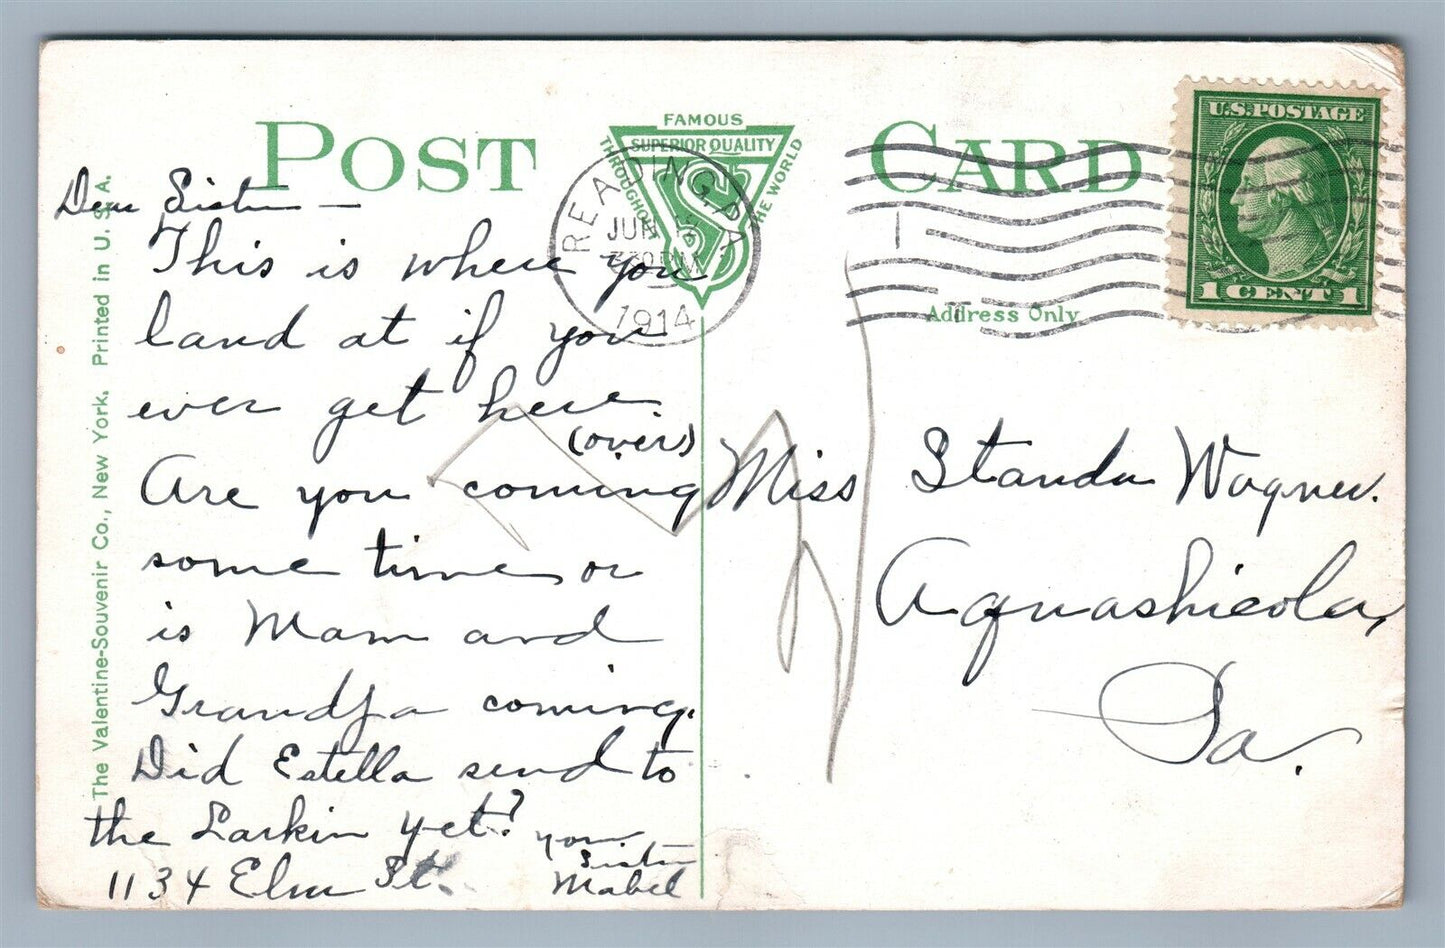 POST CARD
FAMOUS
SUPERIOR QUALITY
THROUGHOUT THE WORLD
READING, PA.
JUN
PM
1914
U.S. POSTAGE
1 CENT 1
Address Only
The Valentine-Souvenir Co., New York. Printed in U. S. A.
Dear Sister —
This is where you
land at if you
ever get here.
(over)
Are you coming
some time or
is Mam and
Grandpa coming.
Did Estella send to
the Larkin yet?
1134 Elm St.
your
Sister
Mabel
Miss Wagner.
Aquashicola,
Pa.